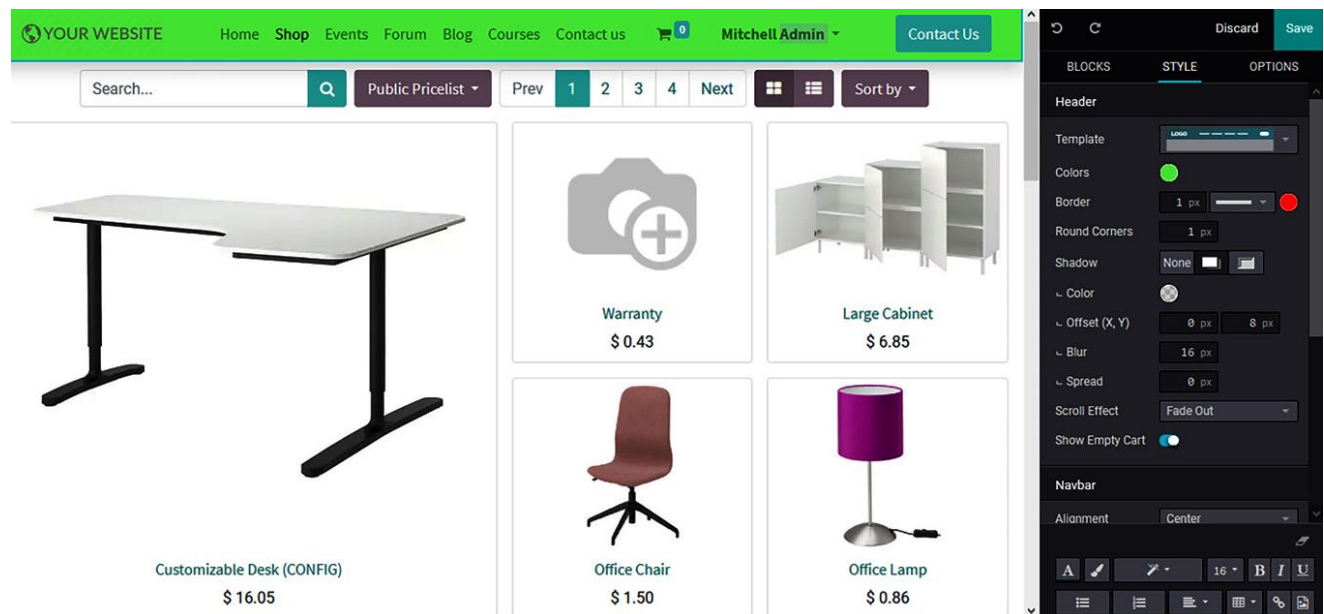 YOUR WEBSITE Home Shop Events Forum Blog Courses Contact us 0 Mitchell Admin Contact Us
Search... Public Pricelist Prev 1 2 3 4 Next Sort by
Warranty
$ 0.43
Large Cabinet
$ 6.85
Customizable Desk (CONFIG)
$ 16.05
Office Chair
$ 1.50
Office Lamp
$ 0.86
Discard Save
BLOCKS STYLE OPTIONS
Header
Template LOGO
Colors
Border 1 px
Round Corners 1 px
Shadow None
Color
Offset (X, Y) 0 px 8 px
Blur 16 px
Spread 0 px
Scroll Effect Fade Out
Show Empty Cart
Navbar
Alignment Center
A 16 B I U